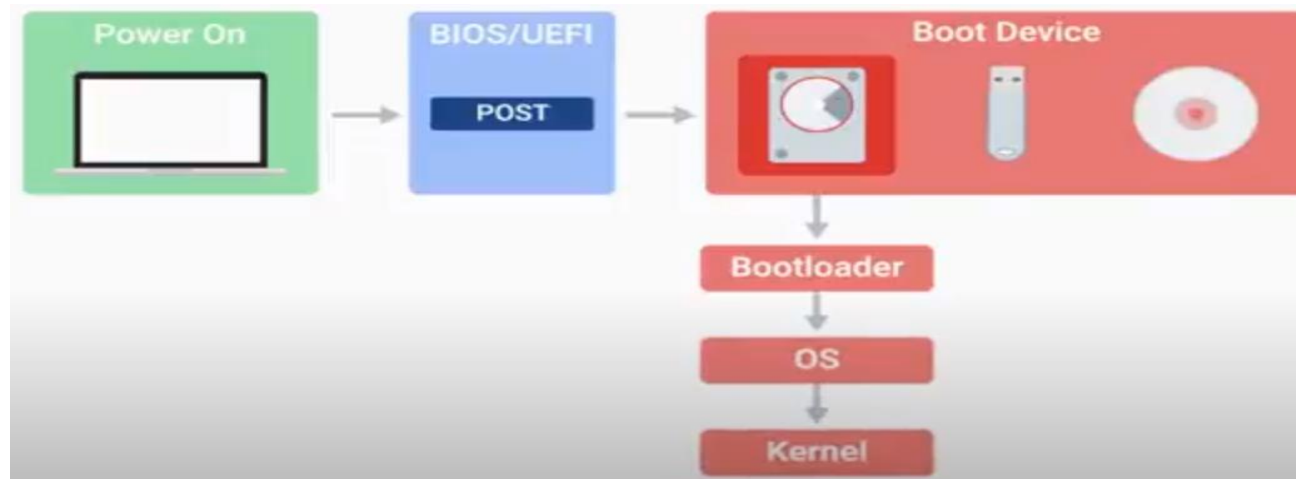 Power On
BIOS/UEFI
Boot Device
POST
Bootloader
OS
Kernel